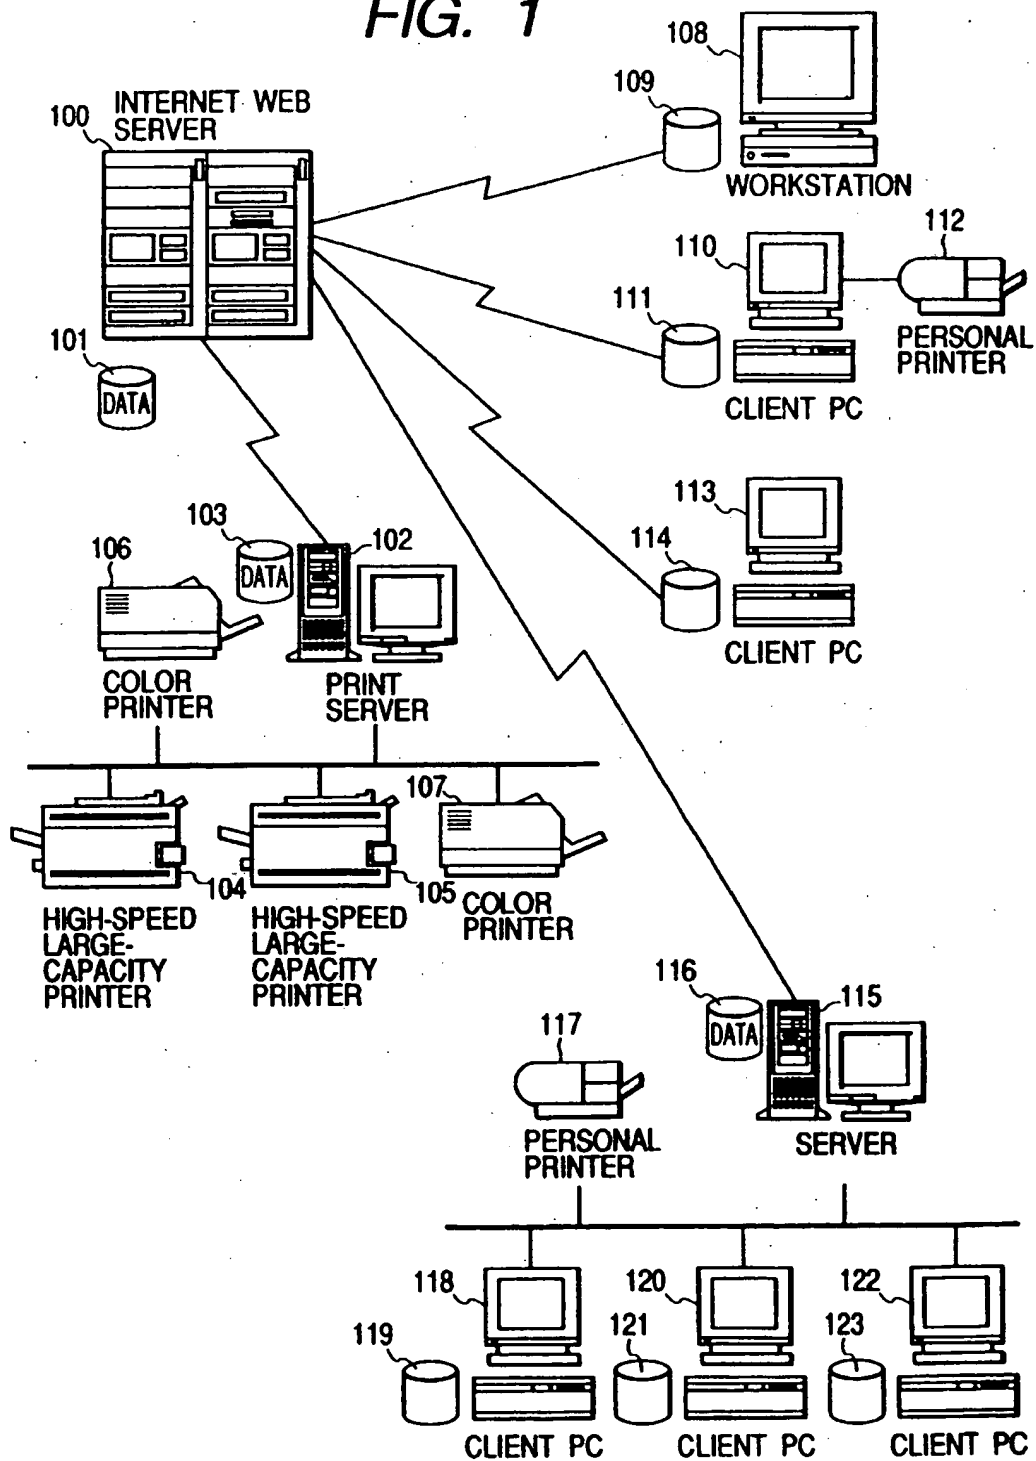 FIG. 1
108
109
INTERNET WEB
100
SERVER
WORKSTATION
112
110
111
PERSONAL
PRINTER
101
DATA
CLIENT PC
113
103
102
114
106
DATA
CLIENT PC
COLOR
PRINTER
PRINT
SERVER
107
104
105
HIGH-SPEED
LARGE-
CAPACITY
PRINTER
HIGH-SPEED
LARGE-
CAPACITY
PRINTER
COLOR
PRINTER
116
115
DATA
117
PERSONAL
PRINTER
SERVER
118
120
122
119
121
123
CLIENT PC
CLIENT PC
CLIENT PC